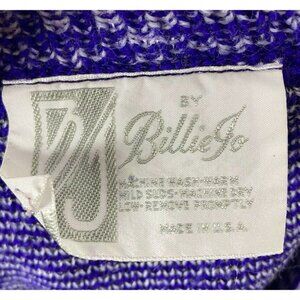 BJ
BY
Billie Jo
MACHINE WASH-WARM
MILD SUDS-MACHINE DRY
LOW-REMOVE PROMPTLY
MADE IN U.S.A.